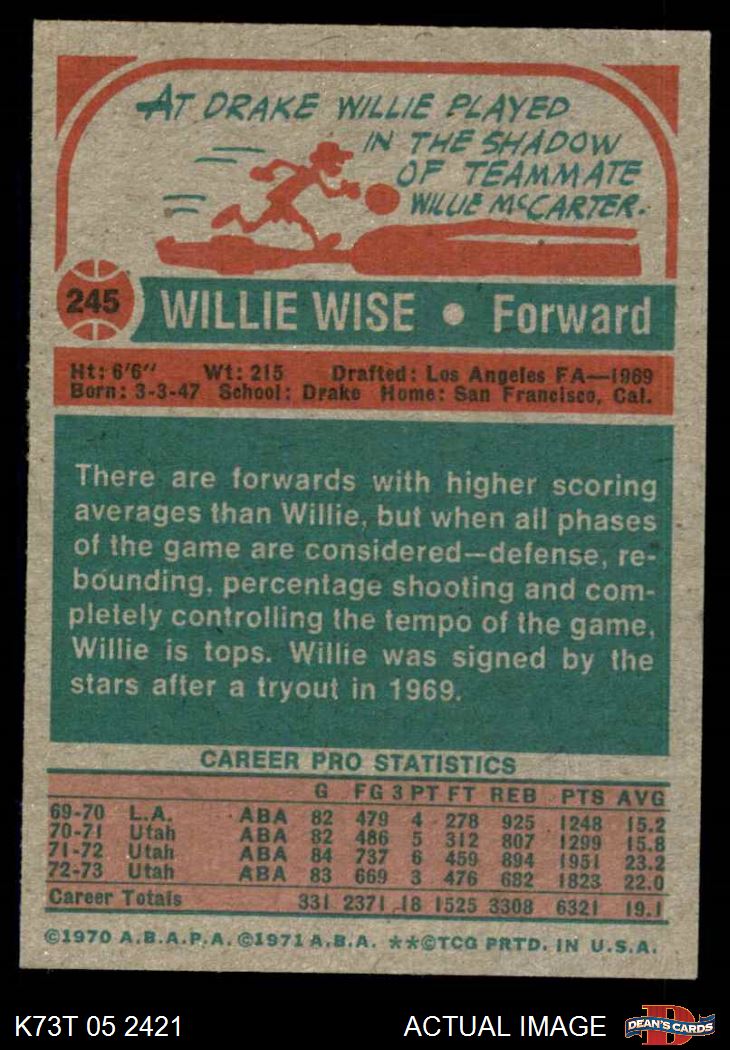 AT DRAKE WILLIE PLAYED
IN THE SHADOW
OF TEAMMATE
WILLIE McCARTER.
245
WILLIE WISE • Forward
Ht: 6'6" Wt: 215 Drafted: Los Angeles FA—1969
Born: 3-3-47 School: Drake Home: San Francisco, Cal.
There are forwards with higher scoring
averages than Willie, but when all phases
of the game are considered—defense, re-
bounding, percentage shooting and com-
pletely controlling the tempo of the game,
Willie is tops. Willie was signed by the
stars after a tryout in 1969.
CAREER PRO STATISTICS
G FG 3 PT FT REB PTS AVG
69-70 L.A. ABA 82 479 4 278 925 1248 15.2
70-71 Utah ABA 82 486 5 312 807 1299 15.8
71-72 Utah ABA 84 737 6 459 894 1951 23.2
72-73 Utah ABA 83 669 3 476 682 1823 22.0
Career Totals 331 2371 18 1525 3308 6321 19.1
©1970 A.B.A.P.A. ©1971 A.B.A. **©TCG PRTD. IN U.S.A.
K73T 05 2421 ACTUAL IMAGE
D
DEAN'S CARDS